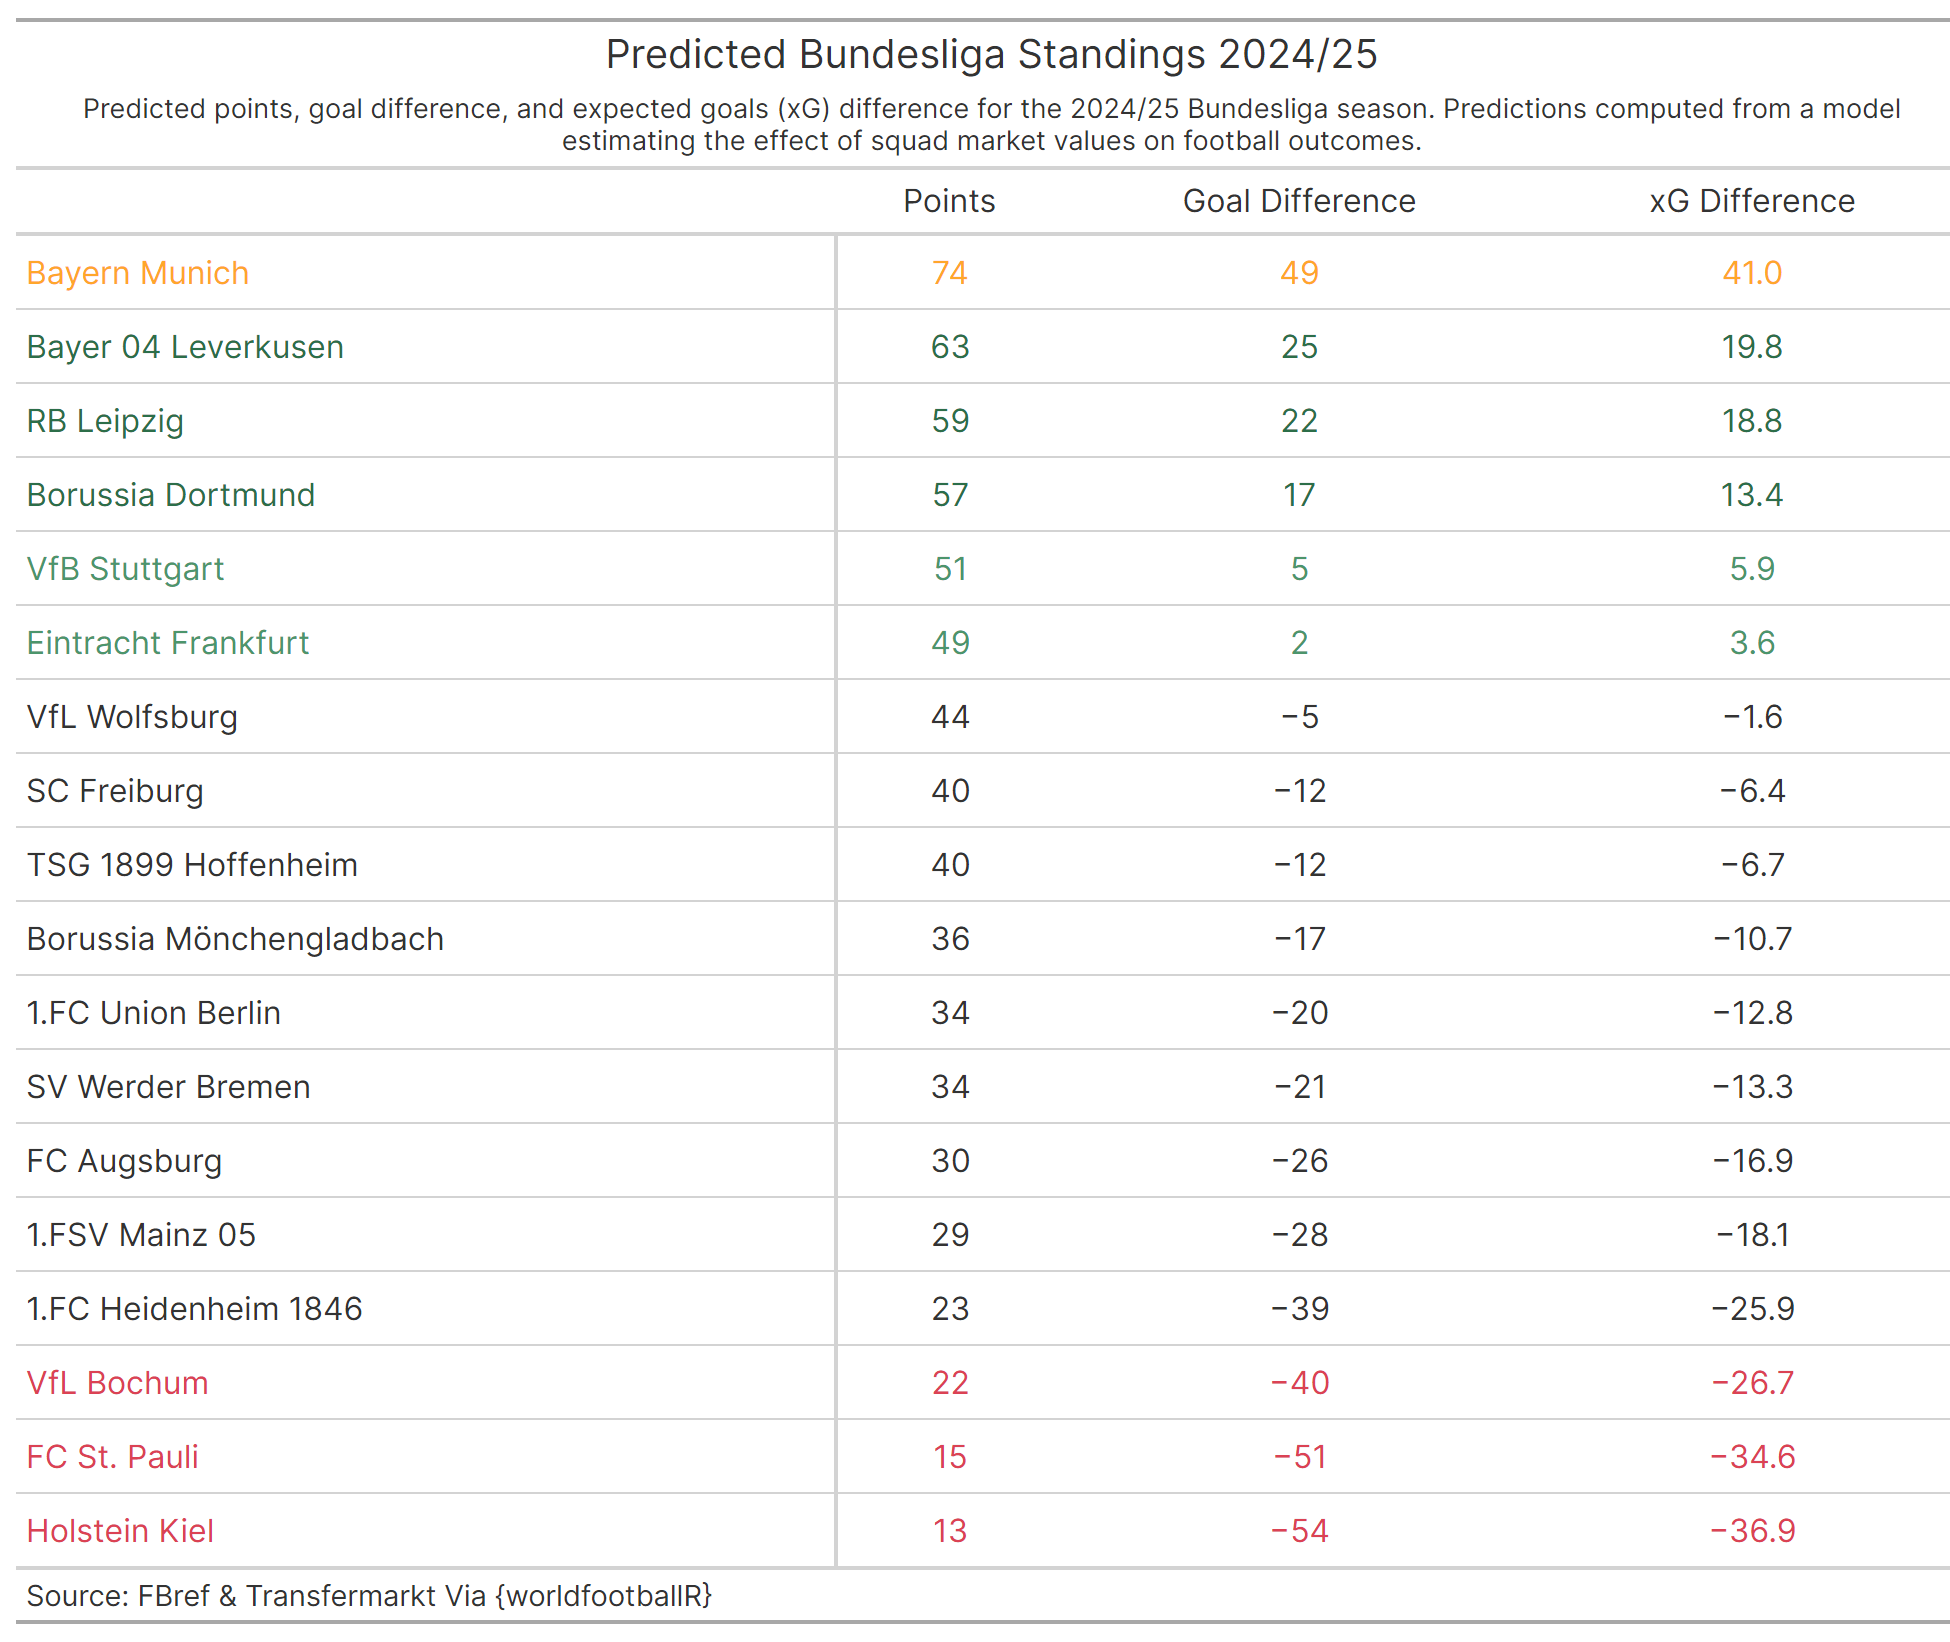 Predicted Bundesliga Standings 2024/25
Predicted points, goal difference, and expected goals (xG) difference for the 2024/25 Bundesliga season. Predictions computed from a model
estimating the effect of squad market values on football outcomes.
Points Goal Difference xG Difference
Bayern Munich 74 49 41.0
Bayer 04 Leverkusen 63 25 19.8
RB Leipzig 59 22 18.8
Borussia Dortmund 57 17 13.4
VfB Stuttgart 51 5 5.9
Eintracht Frankfurt 49 2 3.6
VfL Wolfsburg 44 −5 −1.6
SC Freiburg 40 −12 −6.4
TSG 1899 Hoffenheim 40 −12 −6.7
Borussia Mönchengladbach 36 −17 −10.7
1.FC Union Berlin 34 −20 −12.8
SV Werder Bremen 34 −21 −13.3
FC Augsburg 30 −26 −16.9
1.FSV Mainz 05 29 −28 −18.1
1.FC Heidenheim 1846 23 −39 −25.9
VfL Bochum 22 −40 −26.7
FC St. Pauli 15 −51 −34.6
Holstein Kiel 13 −54 −36.9
Source: FBref & Transfermarkt Via {worldfootballR}